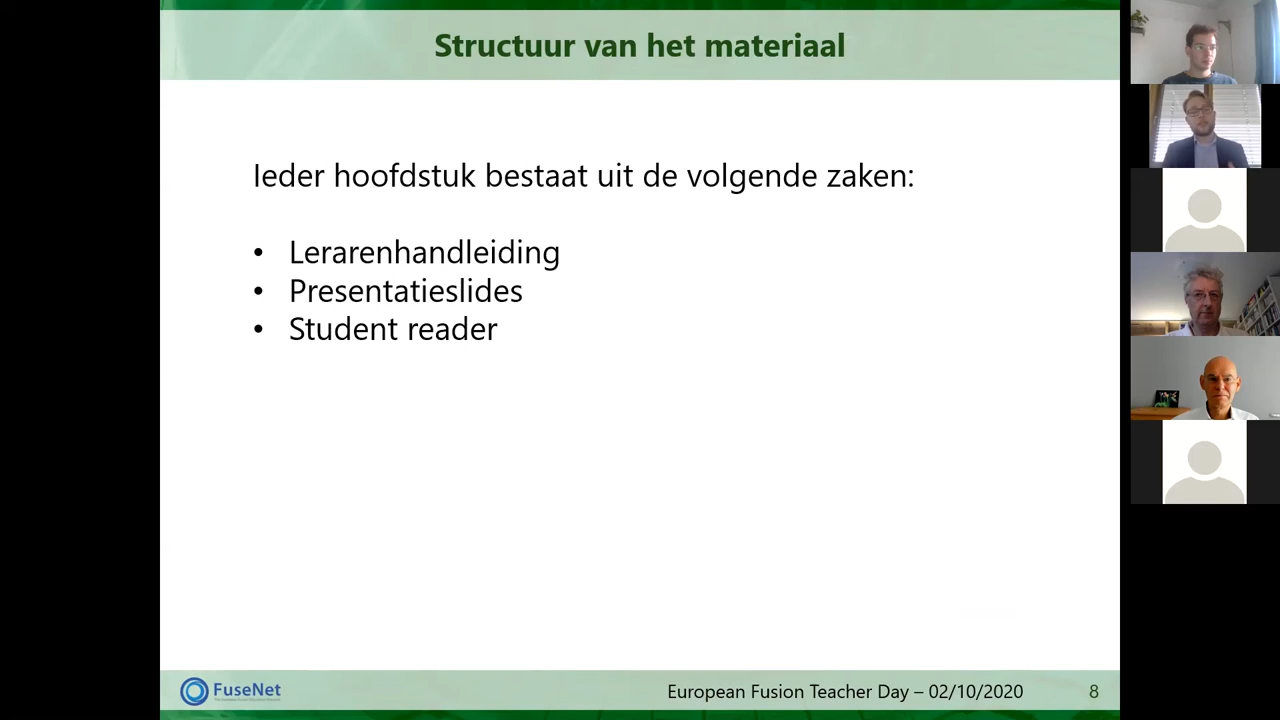 Structuur van het materiaal
Ieder hoofdstuk bestaat uit de volgende zaken:
• Lerarenhandleiding
• Presentatieslides
• Student reader
FuseNet
European Fusion Teacher Day – 02/10/2020
8